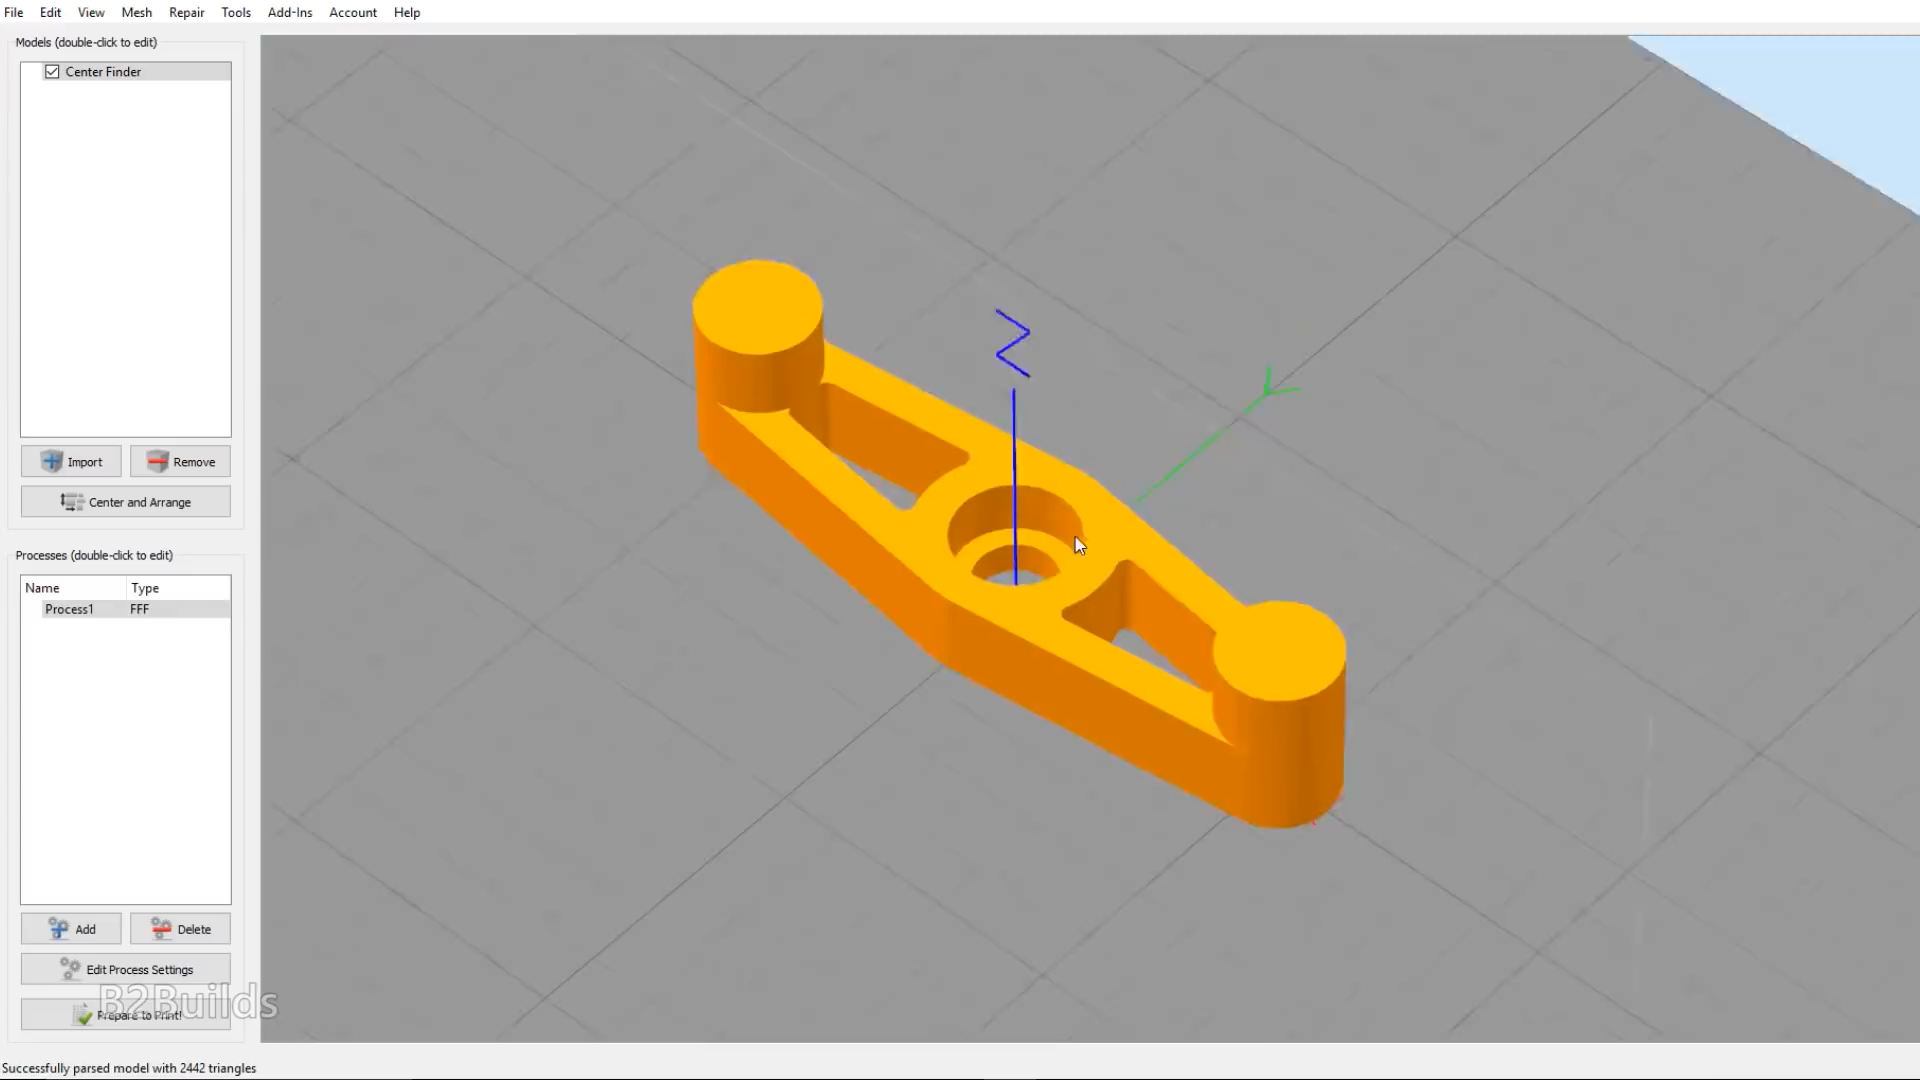 File Edit View Mesh Repair Tools Add-Ins Account Help
Models (double-click to edit)
Center Finder
Import Remove
Center and Arrange
Processes (double-click to edit)
Name Type
Process1 FFF
Add Delete
Edit Process Settings
B2Builds
Prepare to Print!
Successfully parsed model with 2442 triangles
Z
Y